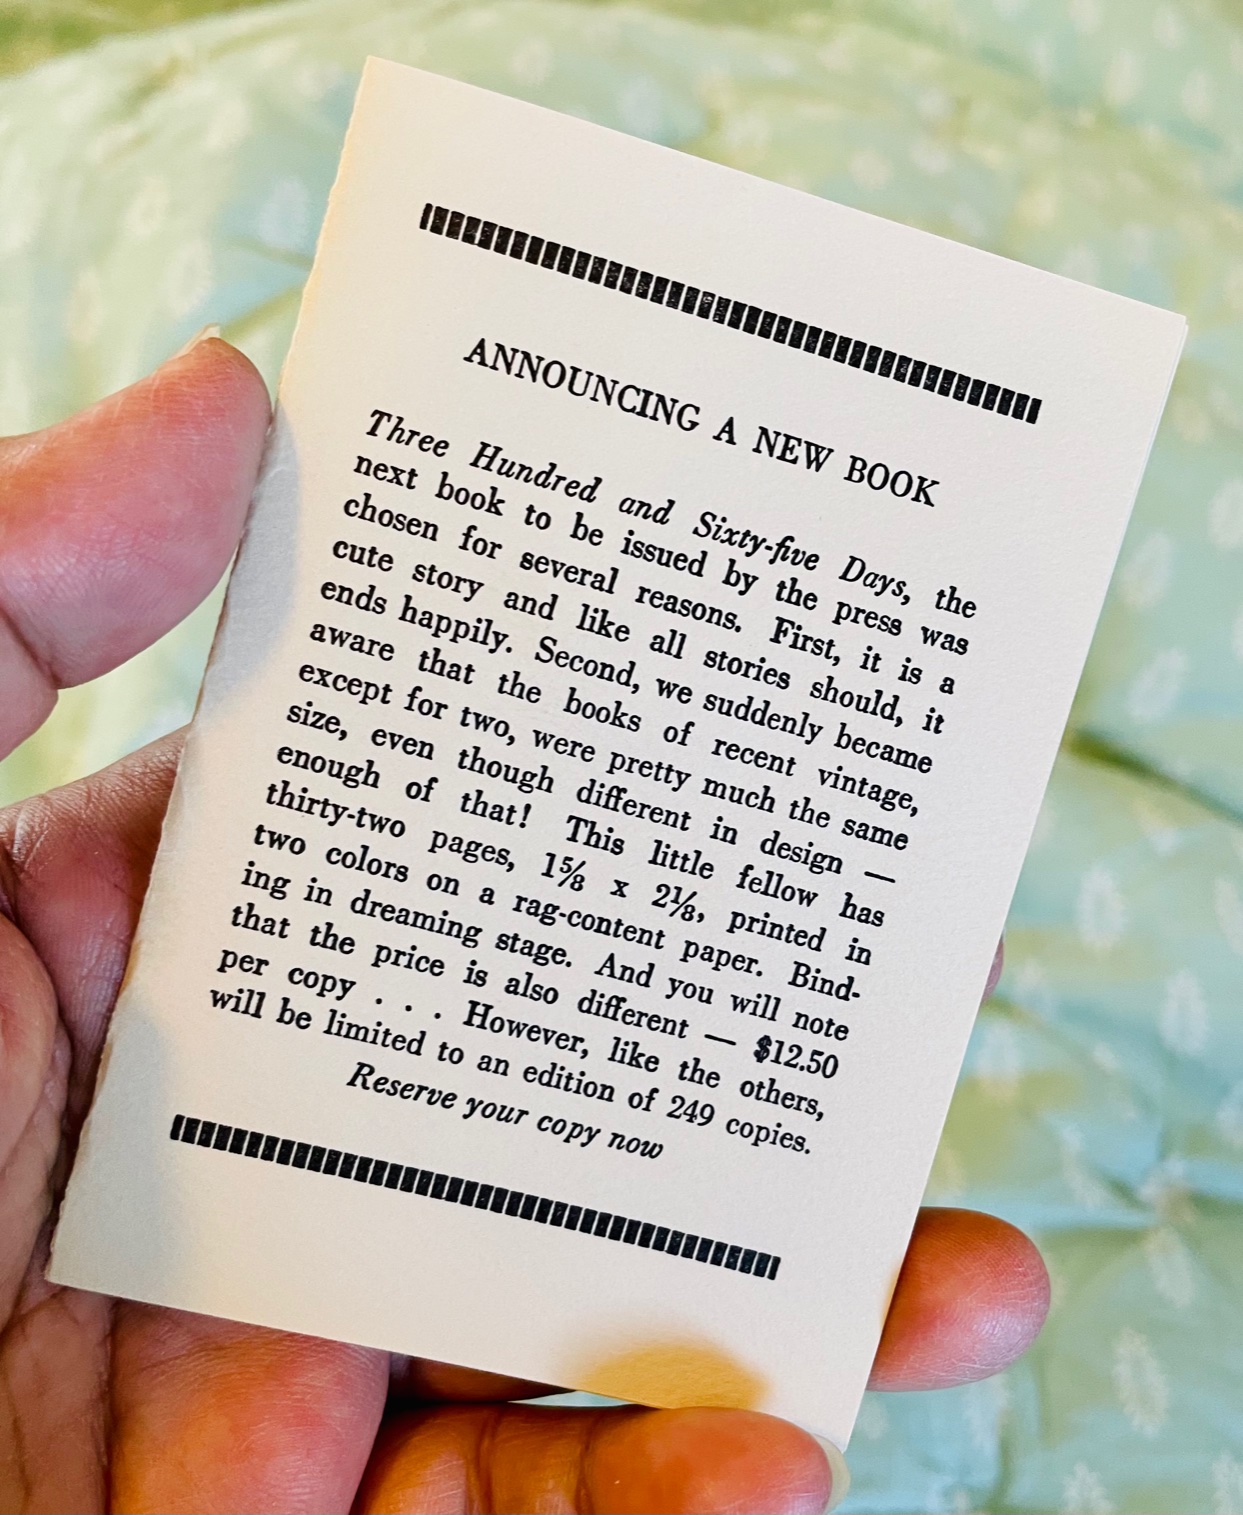 ANNOUNCING A NEW BOOK
Three Hundred and Sixty-five Days, the
next book to be issued by the press was
chosen for several reasons. First, it is a
cute story and like all stories should, it
ends happily. Second, we suddenly became
aware that the books of recent vintage,
except for two, were pretty much the same
size, even though different in design —
enough of that! This little fellow has
thirty-two pages, 1⅝ x 2⅛, printed in
two colors on a rag-content paper. Bind-
ing in dreaming stage. And you will note
that the price is also different — $12.50
per copy . . . However, like the others,
will be limited to an edition of 249 copies.
Reserve your copy now